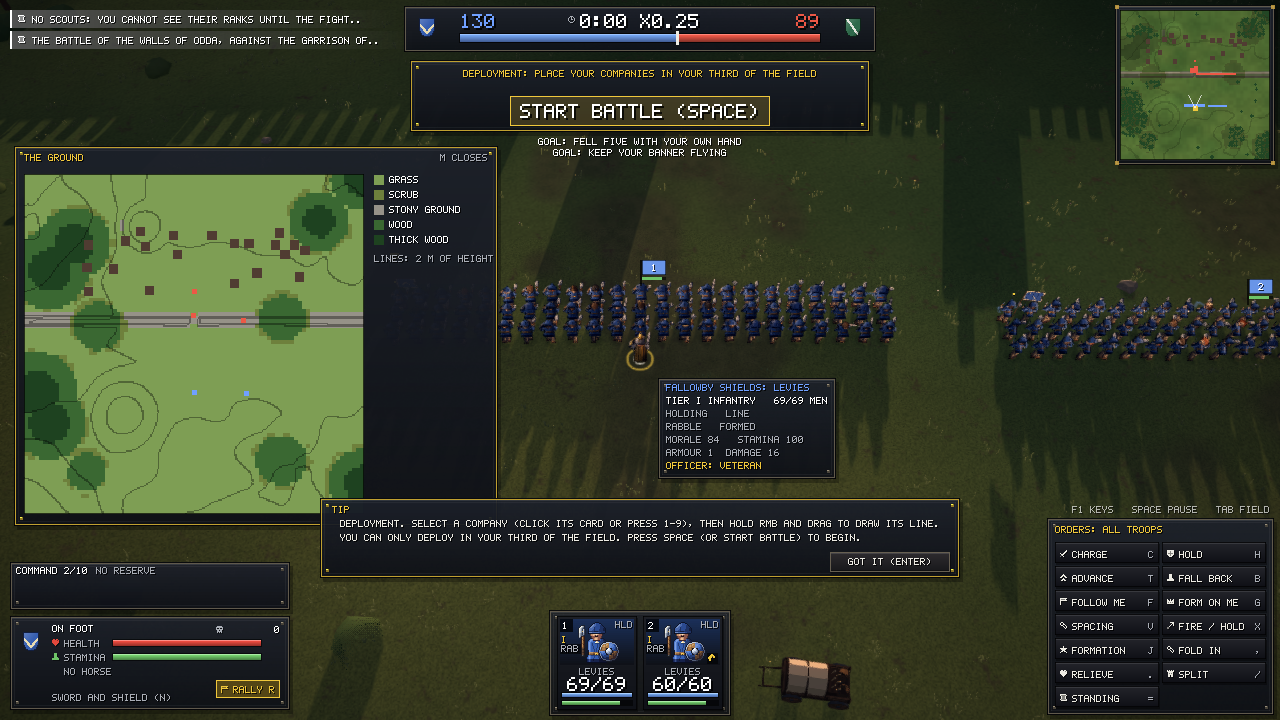 NO SCOUTS: YOU CANNOT SEE THEIR RANKS UNTIL THE FIGHT..
THE BATTLE OF THE WALLS OF ODDA, AGAINST THE GARRISON OF..
130 0:00 X0.25 89
DEPLOYMENT: PLACE YOUR COMPANIES IN YOUR THIRD OF THE FIELD
START BATTLE (SPACE)
GOAL: FELL FIVE WITH YOUR OWN HAND
GOAL: KEEP YOUR BANNER FLYING
THE GROUND M CLOSES
GRASS
SCRUB
STONY GROUND
WOOD
THICK WOOD
LINES: 2 M OF HEIGHT
1
2
FALLOWBY SHIELDS: LEVIES
TIER I INFANTRY 69/69 MEN
HOLDING LINE
RABBLE FORMED
MORALE 84 STAMINA 100
ARMOUR 1 DAMAGE 16
OFFICER: VETERAN
TIP
DEPLOYMENT. SELECT A COMPANY (CLICK ITS CARD OR PRESS 1-9), THEN HOLD RMB AND DRAG TO DRAW ITS LINE.
YOU CAN ONLY DEPLOY IN YOUR THIRD OF THE FIELD. PRESS SPACE (OR START BATTLE) TO BEGIN.
GOT IT (ENTER)
COMMAND 2/10 NO RESERVE
ON FOOT 0
HEALTH
STAMINA
NO HORSE
SWORD AND SHIELD (N)
RALLY R
1 HLD
I
RAB
LEVIES
69/69
2 HLD
I
RAB
LEVIES
60/60
F1 KEYS SPACE PAUSE TAB FIELD
ORDERS: ALL TROOPS
CHARGE C
HOLD H
ADVANCE T
FALL BACK B
FOLLOW ME F
FORM ON ME G
SPACING V
FIRE / HOLD X
FORMATION J
FOLD IN ,
RELIEVE .
SPLIT /
STANDING =